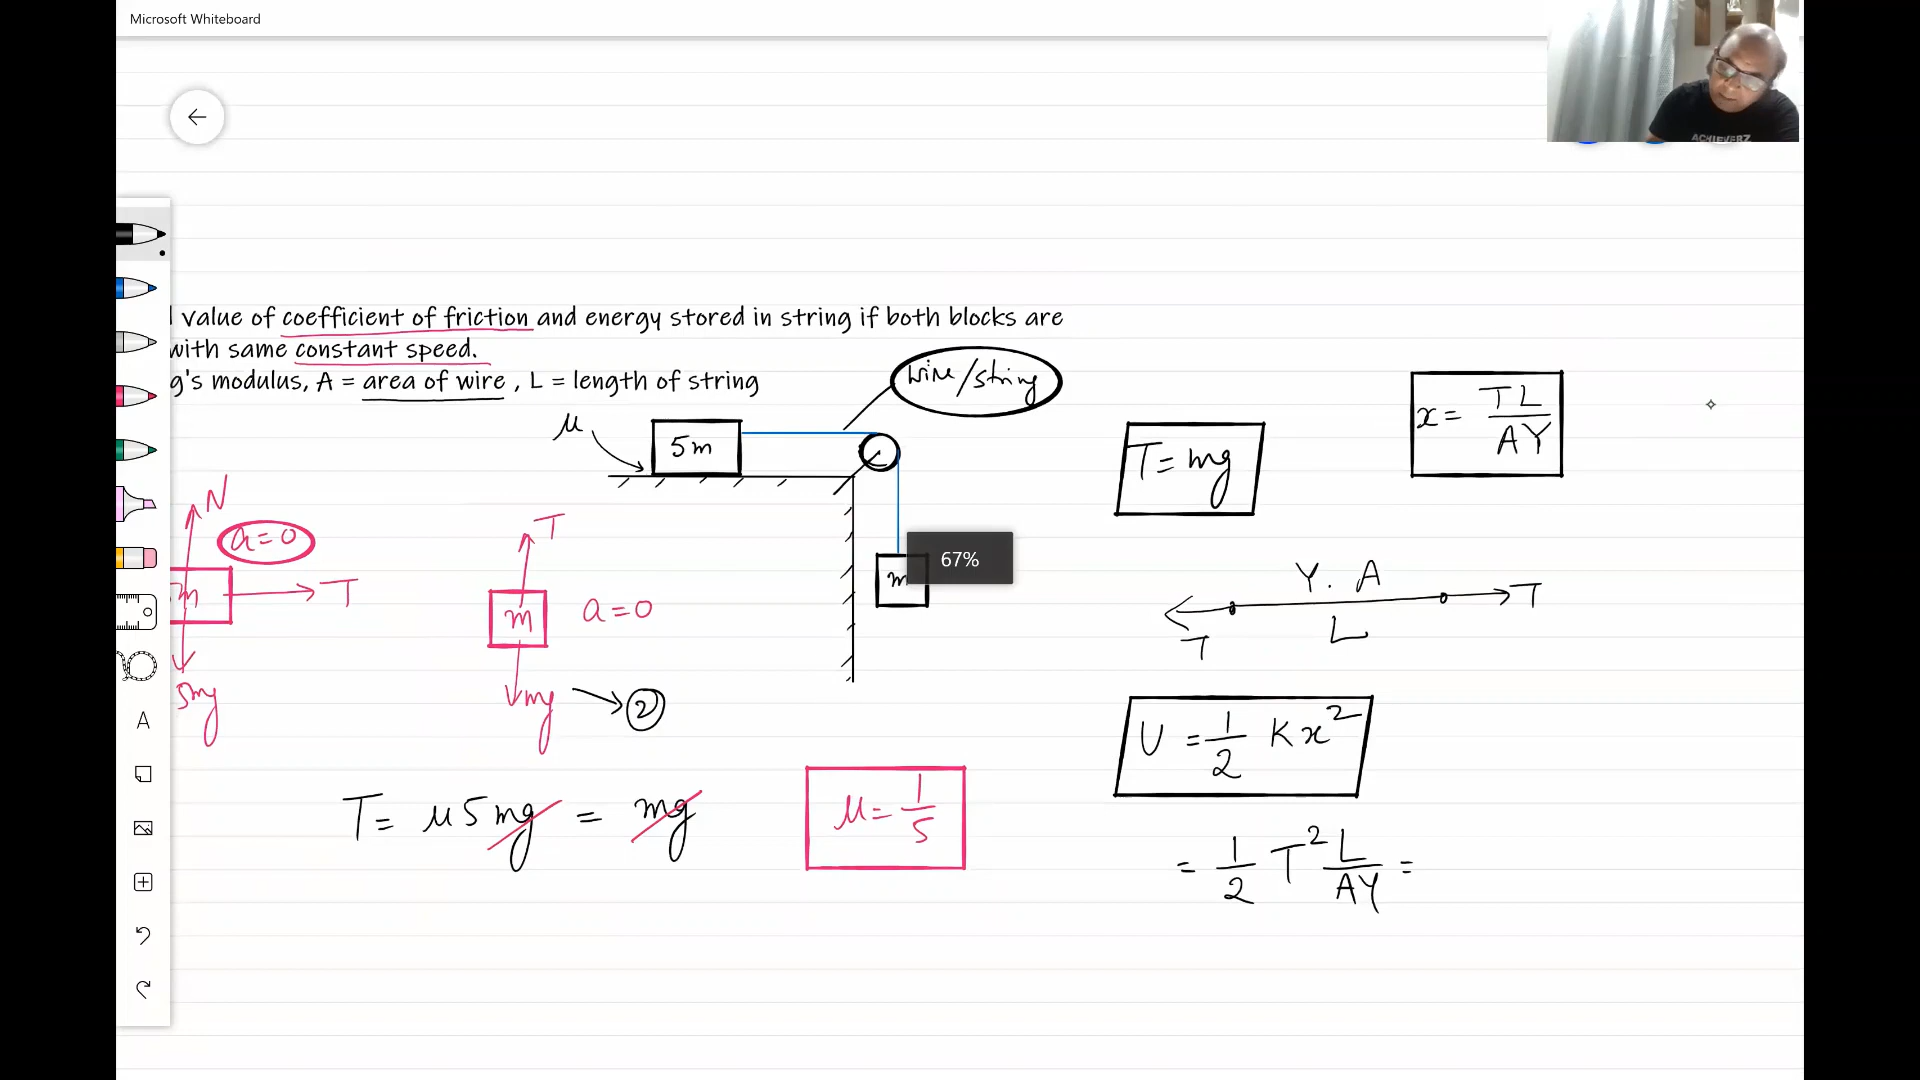 Microsoft Whiteboard
ACHIEVERZ
value of coefficient of friction and energy stored in string if both blocks are
with same constant speed.
g's modulus, A = area of wire , L = length of string
wire/string
μ
5m
T = mg
x = TL/AY
N
a = 0
m
T
5mg
T
m
a = 0
mg
②
m
67%
Y. A
T
T
L
U = 1/2 Kx²
T = μ5mg = mg
μ = 1/5
= 1/2 T² L/AY =
A